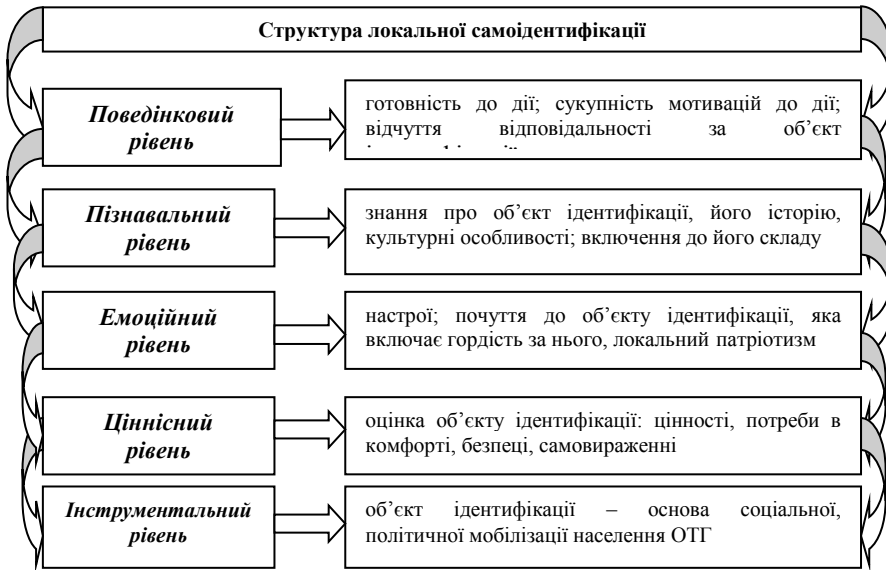 Структура локальної самоідентифікації
Поведінковий
рівень
готовність до дії; сукупність мотивацій до дії;
відчуття відповідальності за об’єкт
Пізнавальний
рівень
знання про об’єкт ідентифікації, його історію,
культурні особливості; включення до його складу
Емоційний
рівень
настрої; почуття до об’єкту ідентифікації, яка
включає гордість за нього, локальний патріотизм
Ціннісний
рівень
оцінка об’єкту ідентифікації: цінності, потреби в
комфорті, безпеці, самовираженні
Інструментальний
рівень
об’єкт ідентифікації – основа соціальної,
політичної мобілізації населення ОТГ